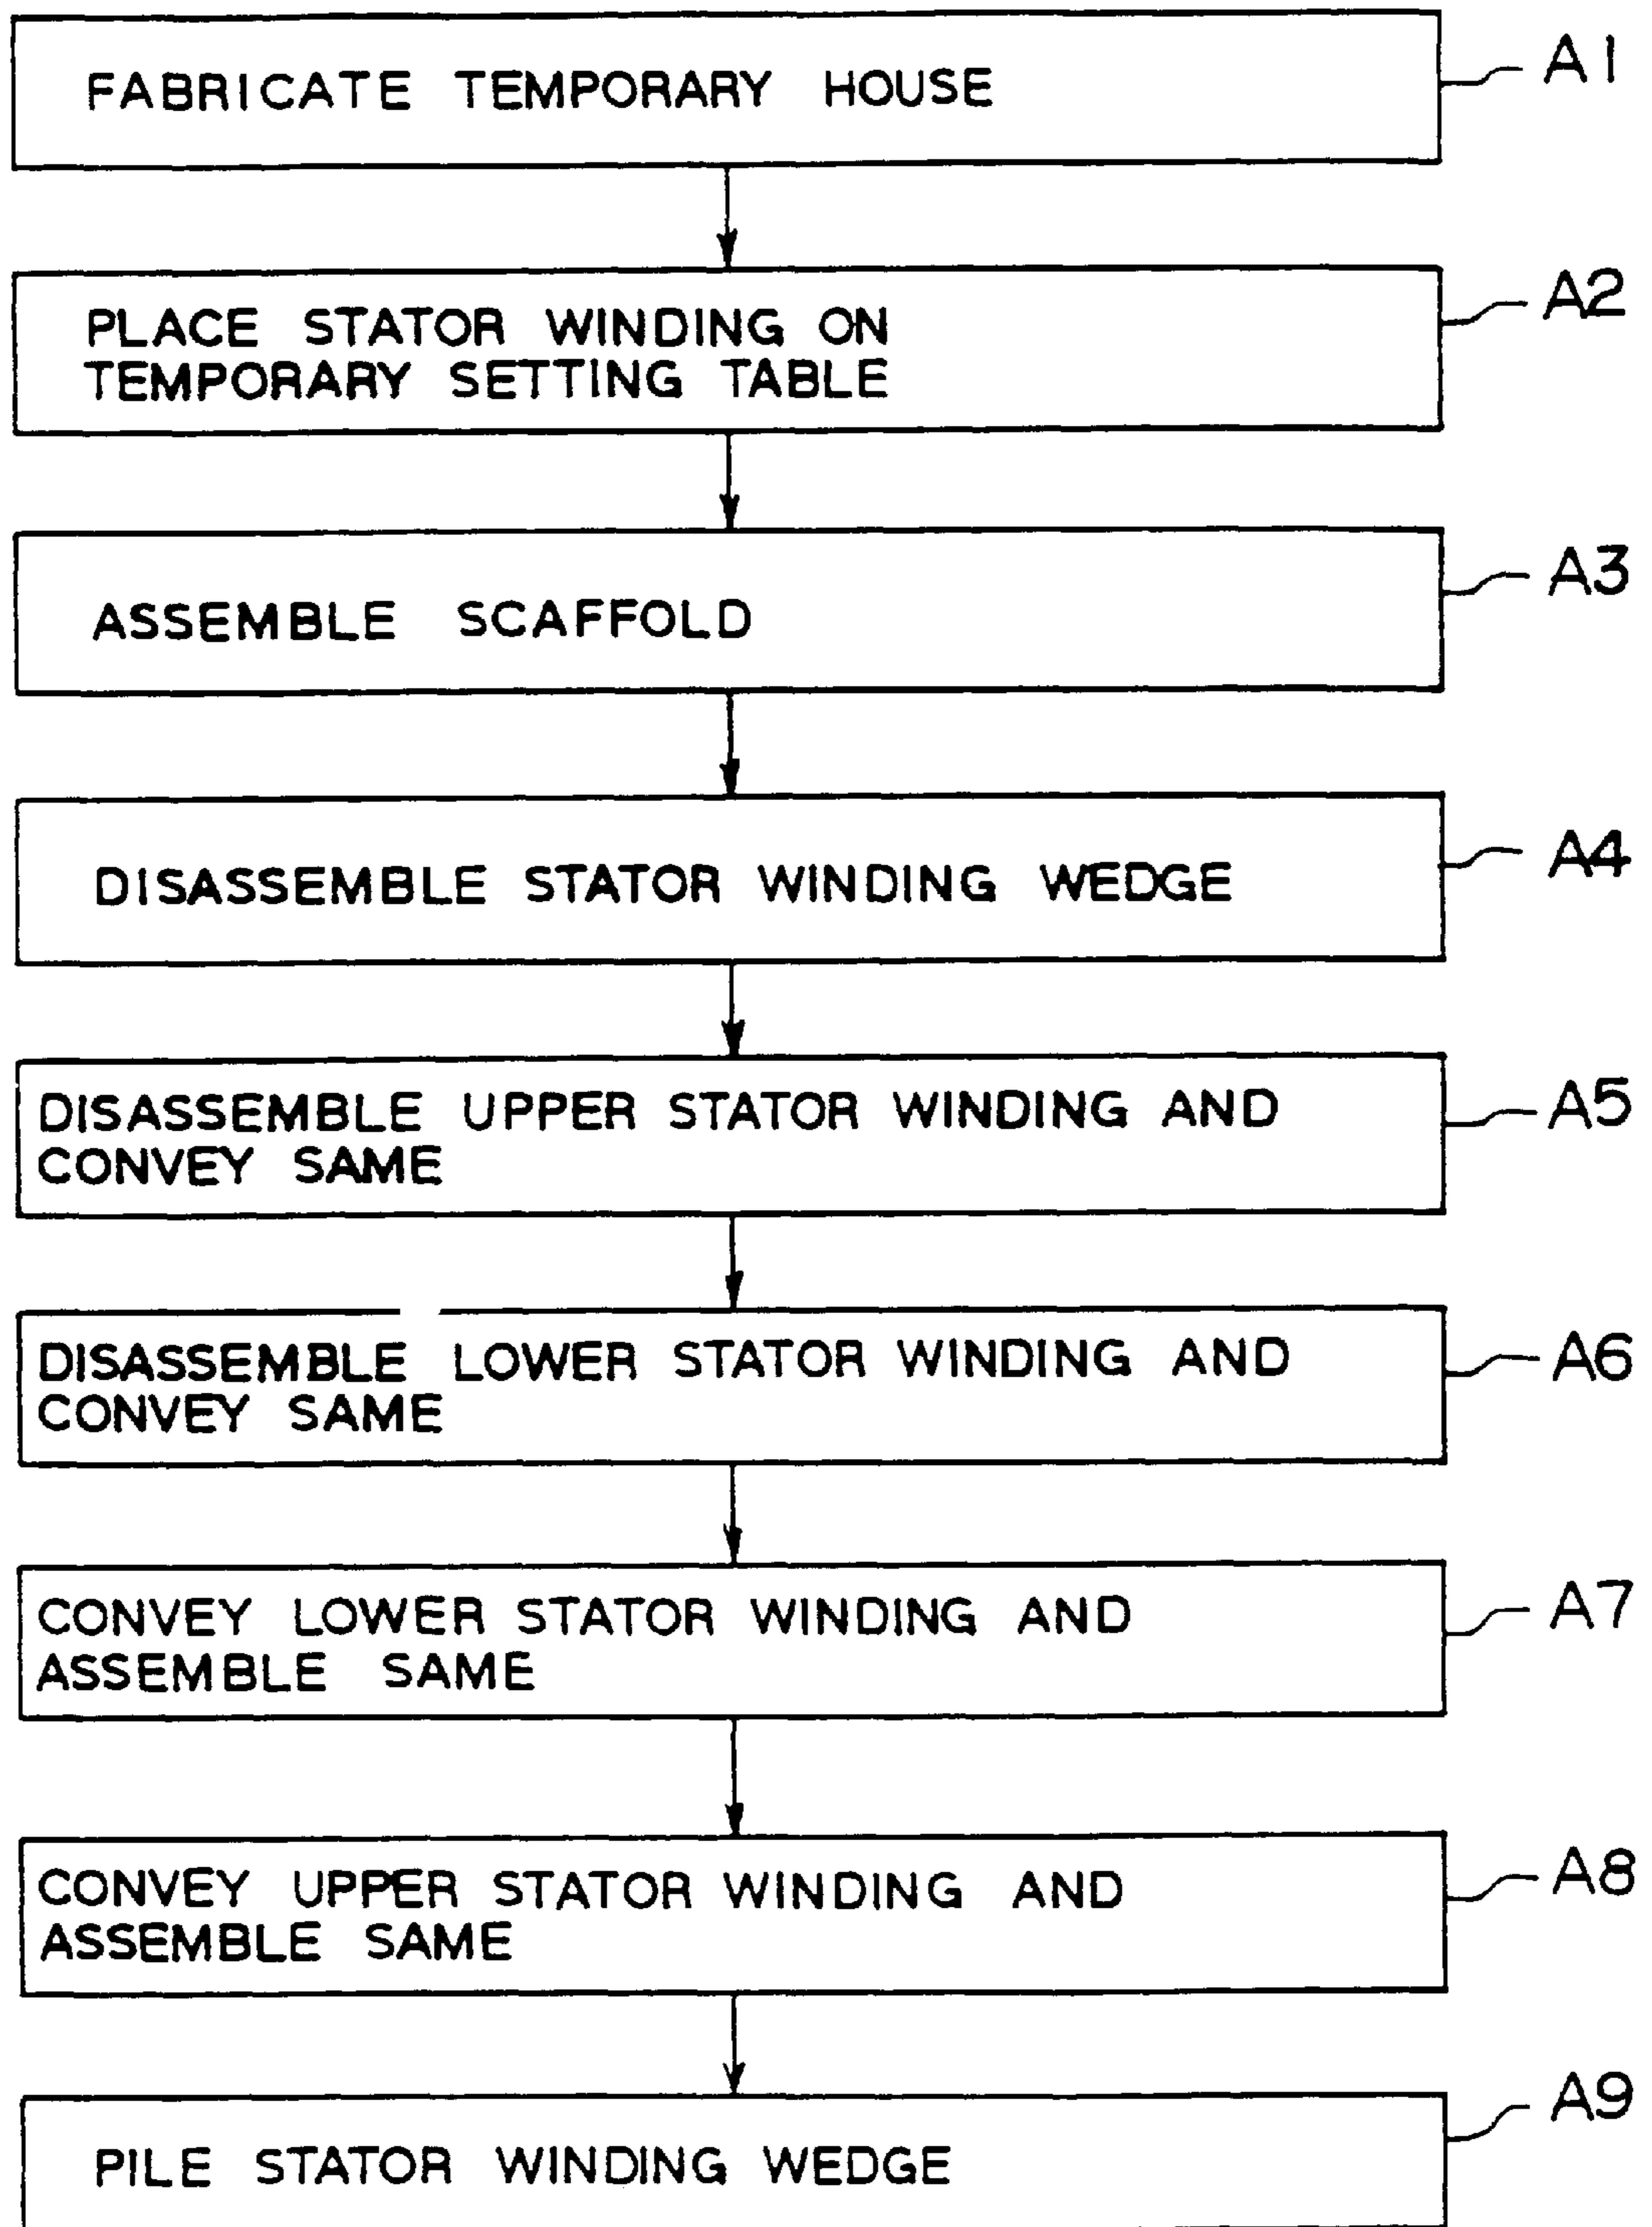 FABRICATE TEMPORARY HOUSE
A1
PLACE STATOR WINDING ON
TEMPORARY SETTING TABLE
A2
ASSEMBLE SCAFFOLD
A3
DISASSEMBLE STATOR WINDING WEDGE
A4
DISASSEMBLE UPPER STATOR WINDING AND
CONVEY SAME
A5
DISASSEMBLE LOWER STATOR WINDING AND
CONVEY SAME
A6
CONVEY LOWER STATOR WINDING AND
ASSEMBLE SAME
A7
CONVEY UPPER STATOR WINDING AND
ASSEMBLE SAME
A8
PILE STATOR WINDING WEDGE
A9